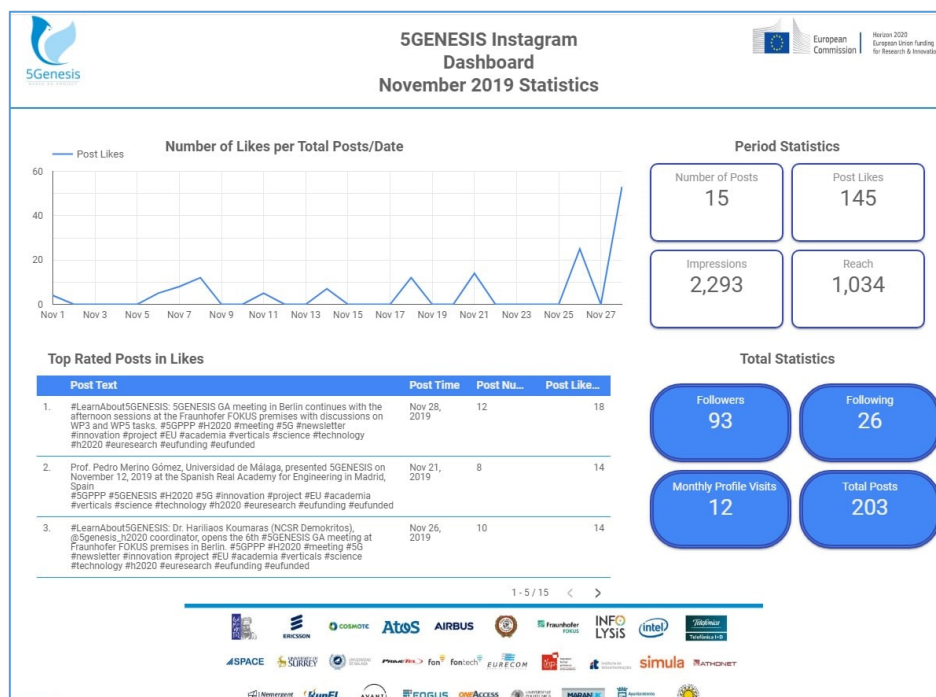 5GENESIS Instagram
Dashboard
November 2019 Statistics
5Genesis
European
Commission
Horizon 2020
European Union funding
for Research & Innovation
Number of Likes per Total Posts/Date
Post Likes
60
40
20
0
Nov 1 Nov 3 Nov 5 Nov 7 Nov 9 Nov 11 Nov 13 Nov 15 Nov 17 Nov 19 Nov 21 Nov 23 Nov 25 Nov 27
Period Statistics
Number of Posts
15
Post Likes
145
Impressions
2,293
Reach
1,034
Top Rated Posts in Likes
Post Text Post Time Post Nu... Post Like...
1. #LearnAbout5GENESIS: 5GENESIS GA meeting in Berlin continues with the Nov 28, 12 18
afternoon sessions at the Fraunhofer FOKUS premises with discussions on 2019
WP3 and WP5 tasks. #5GPPP #H2020 #meeting #5G #newsletter
#innovation #project #EU #academia #verticals #science #technology
#h2020 #euresearch #eufunding #eufunded
2. Prof. Pedro Merino Gómez, Universidad de Málaga, presented 5GENESIS on Nov 21, 8 14
November 12, 2019 at the Spanish Real Academy for Engineering in Madrid, 2019
Spain
#5GPPP #5GENESIS #H2020 #5G #innovation #project #EU #academia
#verticals #science #technology #h2020 #euresearch #eufunding #eufunded
3. #LearnAbout5GENESIS: Dr. Hariliaos Koumaras (NCSR Demokritos), Nov 26, 10 14
@5genesis_h2020 coordinator, opens the 6th #5GENESIS GA meeting at 2019
Fraunhofer FOKUS premises in Berlin. #5GPPP #H2020 #meeting #5G
#newsletter #innovation #project #EU #academia #verticals #science
#technology #h2020 #euresearch #eufunding #eufunded
1 - 5 / 15 < >
Total Statistics
Followers
93
Following
26
Monthly Profile Visits
12
Total Posts
203
ERICSSON COSMOTE Atos AIRBUS Fraunhofer FOKUS INFOLYSiS intel Telefónica Telefónica I+D
SPACE UNIVERSITY OF SURREY fon fontech EURECOM simula ATHONET
Nemergent RunEL AVANTI FOGUS ONEACCESS MARAN Ayuntamiento